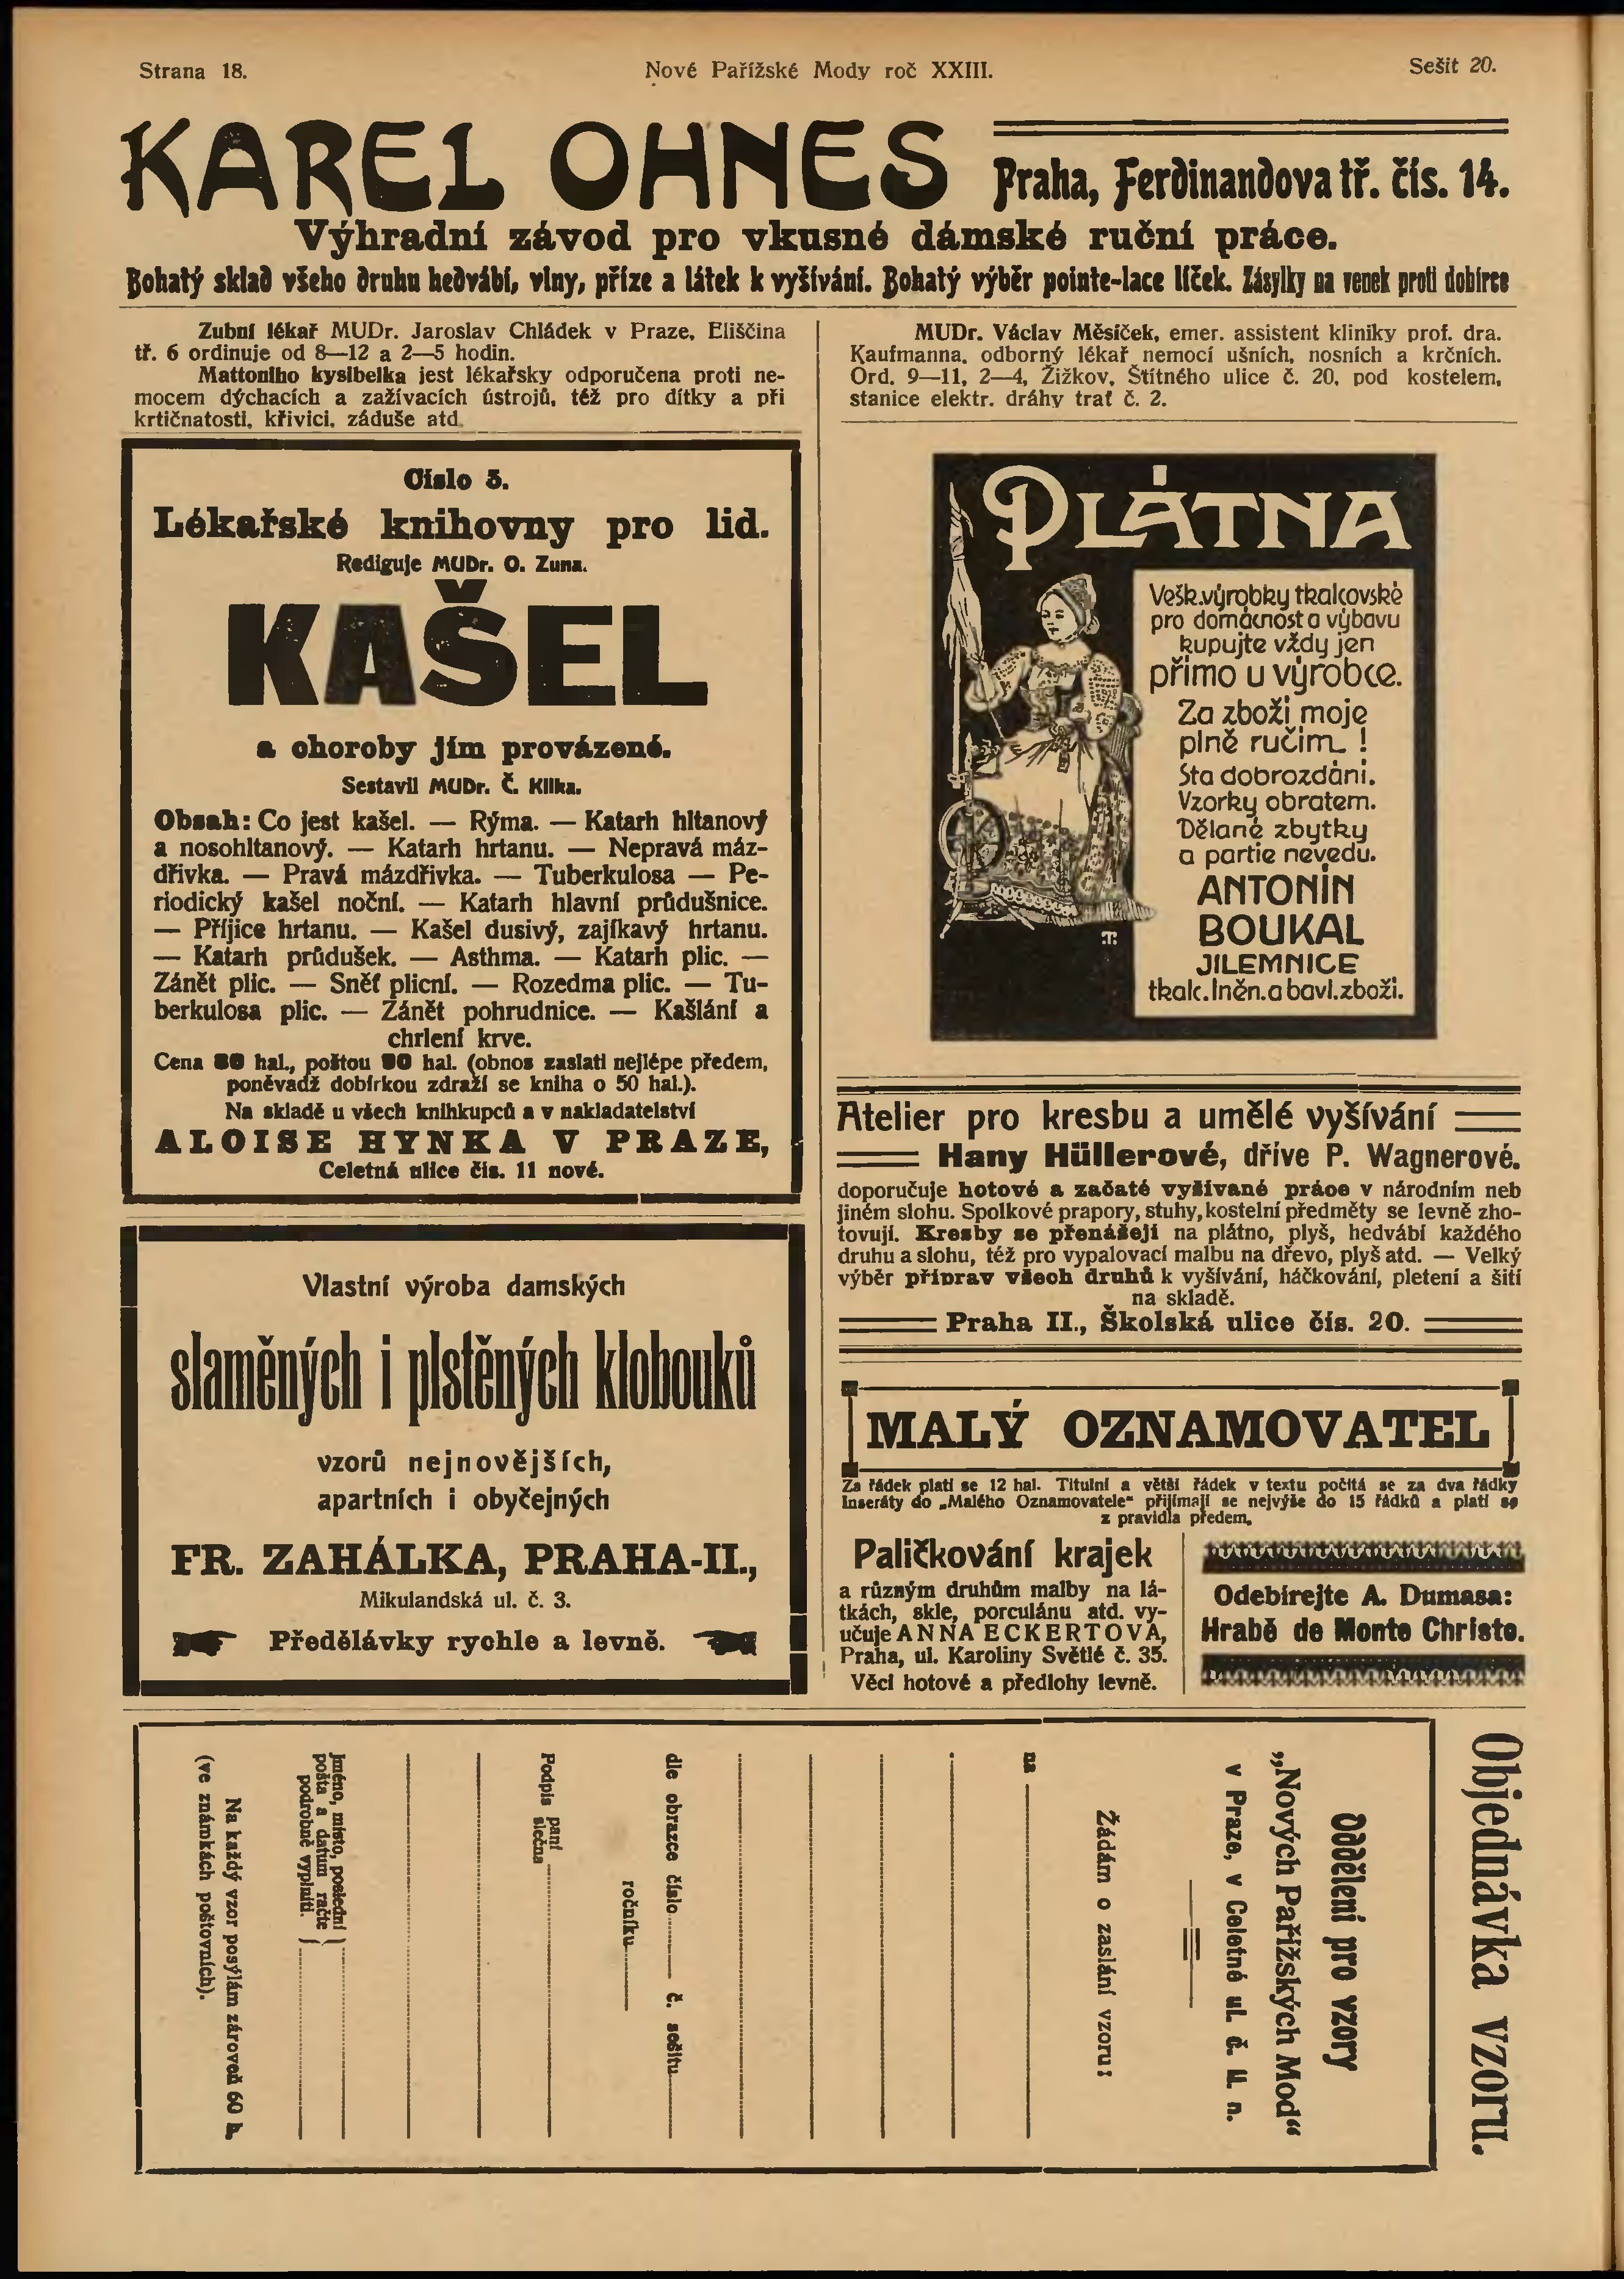 Strana 18.
Nové Pařížské Mody roč XXIII.
Sešit 20.
KAREL OHNES
Praha, Ferdinandova tř. čís. 14.
Výhradní závod pro vkusné dámské ruční práce.
Bohatý sklad všeho druhu hedvábí, vlny, příze a látek k vyšívání. Bohatý výběr pointe-lace líček. Zásylky na venek proti dobírce
Zubní lékař MUDr. Jaroslav Chládek v Praze, Eliščina
tř. 6 ordinuje od 8—12 a 2—5 hodin.
Mattoniho kyslbelka jest lékařsky odporučena proti ne-
mocem dýchacích a zažívacích ústrojů, též pro dítky a při
krtičnatosti, křivici, záduše atd.
Číslo 5.
Lékařské knihovny pro lid.
Rediguje MUDr. O. Zuna.
KAŠEL
a choroby jím provázené.
Sestavil MUDr. Č. Klika.
Obsah: Co jest kašel. — Rýma. — Katarh hltanový
a nosohltanový. — Katarh hrtanu. — Nepravá máz-
dřivka. — Pravá mázdřivka. — Tuberkulosa — Pe-
riodický kašel noční. — Katarh hlavní průdušnice.
— Příjice hrtanu. — Kašel dusivý, zajíkavý hrtanu.
— Katarh průdušek. — Asthma. — Katarh plic. —
Zánět plic. — Sněť plicní. — Rozedma plic. — Tu-
berkulosa plic. — Zánět pohrudnice. — Kašlání a
chrlení krve.
Cena 80 hal., poštou 90 hal. (obnos zaslati nejlépe předem,
poněvadž dobírkou zdraží se kniha o 50 hal.).
Na skladě u všech knihkupců a v nakladatelství
ALOISE HYNKA V PRAZE,
Celetná ulice čís. 11 nové.
Vlastní výroba damských
slaměných i plstěných klobouků
vzorů nejnovějších,
apartních i obyčejných
FR. ZAHÁLKA, PRAHA-II.,
Mikulandská ul. č. 3.
Předělávky rychle a levně.
MUDr. Václav Měsíček, emer. assistent kliniky prof. dra.
Kaufmanna, odborný lékař nemocí ušních, nosních a krčních.
Ord. 9—11, 2—4, Žižkov, Štítného ulice č. 20, pod kostelem,
stanice elektr. dráhy trať č. 2.
PLÁTNA
Vešk. výrobky tkalcovské
pro domácnost a výbavu
kupujte vždy jen
přímo u výrobce.
Za zboží moje
plně ručím !
Sta dobrozdání.
Vzorky obratem.
Dělané zbytky
a partie nevedu.
ANTONÍN
BOUKAL
JILEMNICE
tkalc. lněn. a bavl. zboží.
Atelier pro kresbu a umělé vyšívání
Hany Hüllerové, dříve P. Wagnerové.
doporučuje hotové a začaté vyšívané práce v národním neb
jiném slohu. Spolkové prapory, stuhy, kostelní předměty se levně zho-
tovují. Kresby se přenášejí na plátno, plyš, hedvábí každého
druhu a slohu, též pro vypalovací malbu na dřevo, plyš atd. — Velký
výběr příprav všech druhů k vyšívání, háčkování, pletení a šití
na skladě.
Praha II., Školská ulice čís. 20.
MALÝ OZNAMOVATEL
Za řádek platí se 12 hal. Titulní a větší řádek v textu počítá se za dva řádky
Inseráty do „Malého Oznamovatele“ přijímají se nejvýše do 15 řádků a platí se
z pravidla předem.
Paličkování krajek
a různým druhům malby na lá-
tkách, skle, porculánu atd. vy-
učuje ANNA ECKERTOVA,
Praha, ul. Karoliny Světlé č. 35.
Věci hotové a předlohy levně.
Odebírejte A. Dumasa:
Hrabě de Monte Christo.
Objednávka vzoru.
Oddělení pro vzory
„Nových Pařížských Mod“
v Praze, v Celetné ul. č. 11. n.
Žádám o zaslání vzoru:
na
dle obrazce číslo č. sešitu
ročníku
Podpis paní
slečna
Jméno, místo, poslední
pošta a datum račte
podrobně vyplniti.
Na každý vzor posýlám zároveň 60 h.
(ve známkách poštovních).